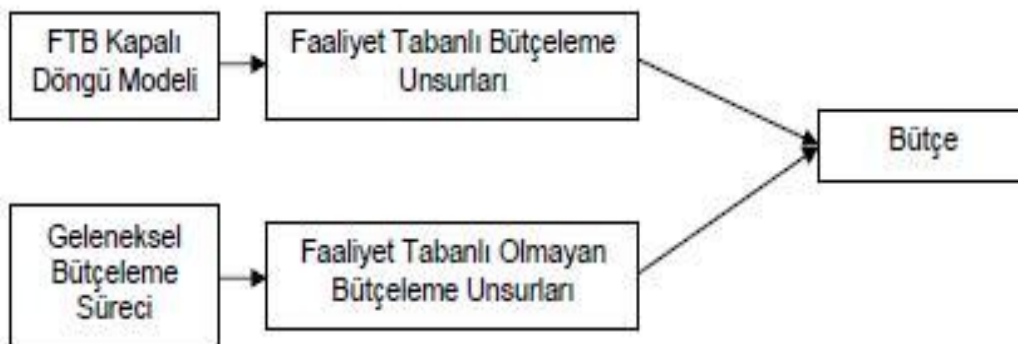 FTB Kapalı
Döngü Modeli
Faaliyet Tabanlı Bütçeleme
Unsurları
Bütçe
Geleneksel
Bütçeleme
Süreci
Faaliyet Tabanlı Olmayan
Bütçeleme Unsurları